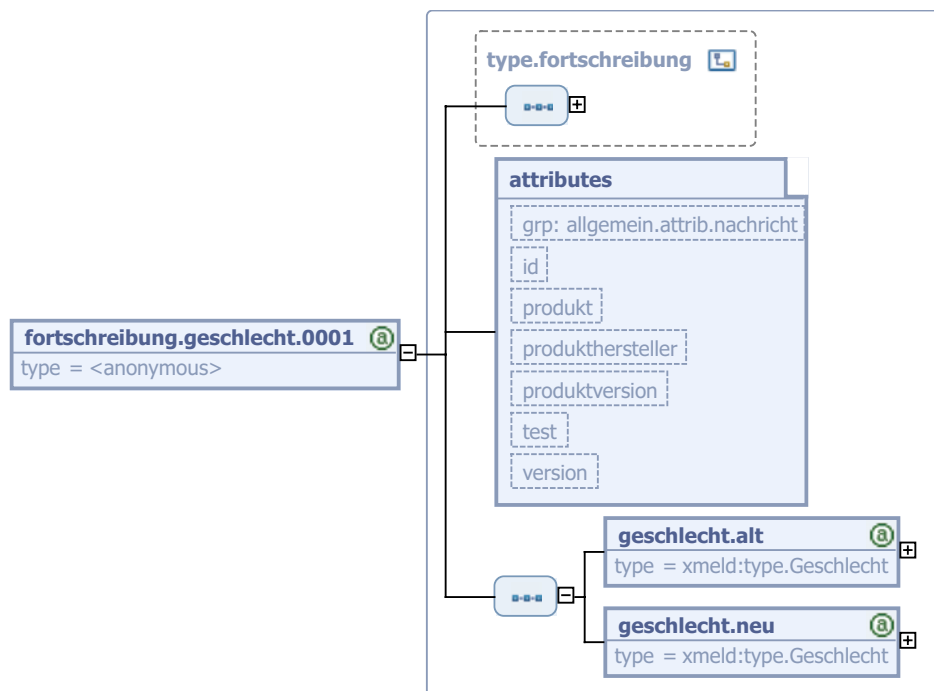 type.fortschreibung
attributes
grp: allgemein.attrib.nachricht
id
produkt
produkthersteller
produktversion
test
version
fortschreibung.geschlecht.0001 a
type = <anonymous>
geschlecht.alt a
type = xmeld:type.Geschlecht
geschlecht.neu a
type = xmeld:type.Geschlecht